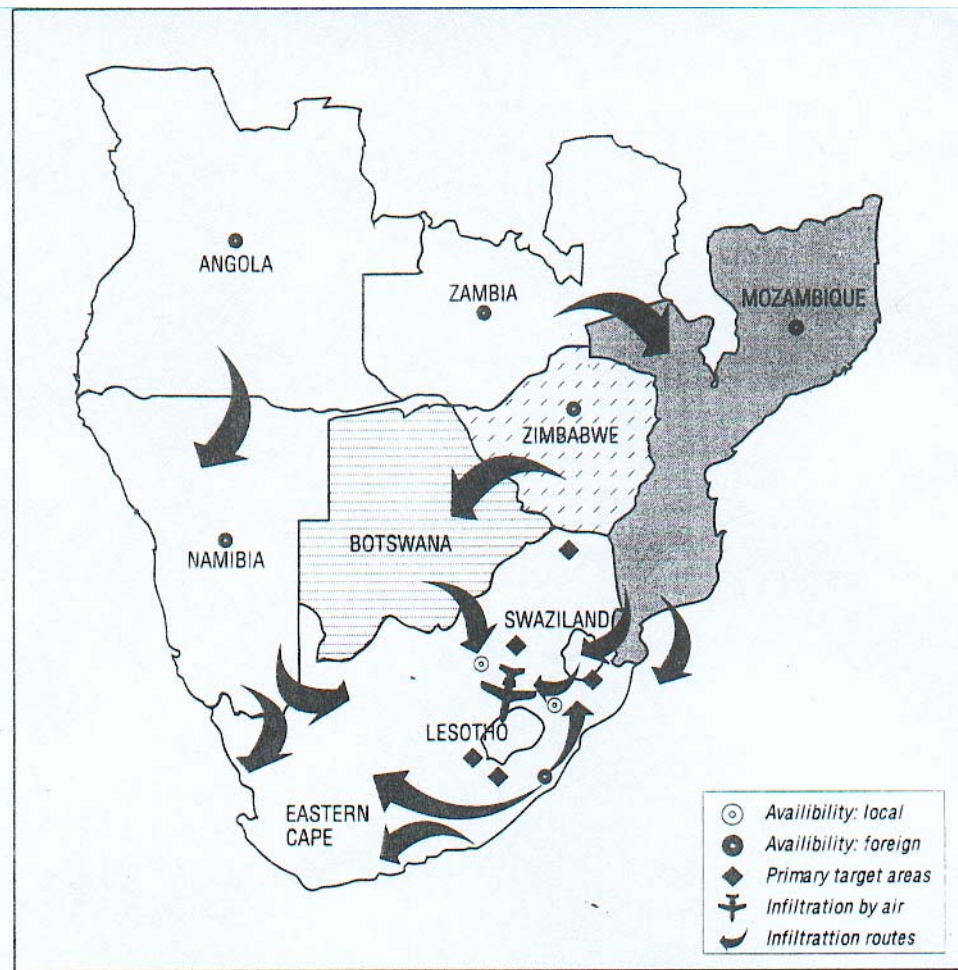 ANGOLA
ZAMBIA
MOZAMBIQUE
ZIMBABWE
BOTSWANA
NAMIBIA
SWAZILAND
LESOTHO
EASTERN
CAPE
Availibility: local
Availibility: foreign
Primary target areas
Infiltration by air
Infiltrattion routes